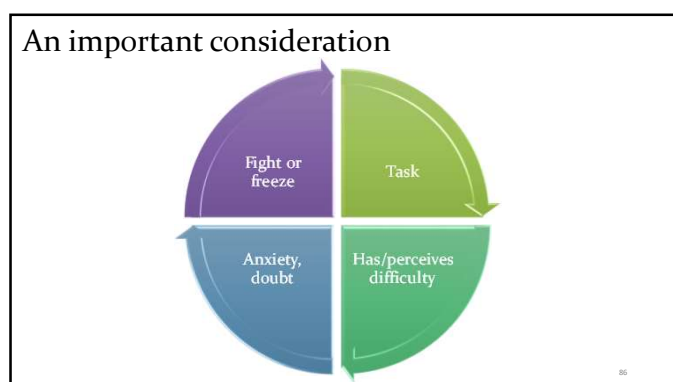 An important consideration
Fight or
freeze
Task
Anxiety,
doubt
Has/perceives
difficulty
86